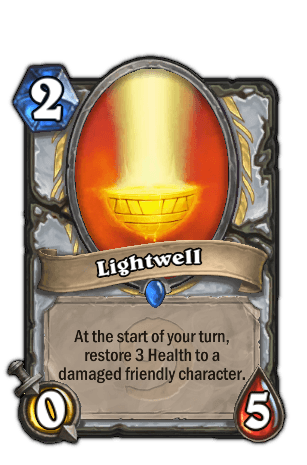 2
Lightwell
At the start of your turn,
restore 3 Health to a
damaged friendly character.
0
5